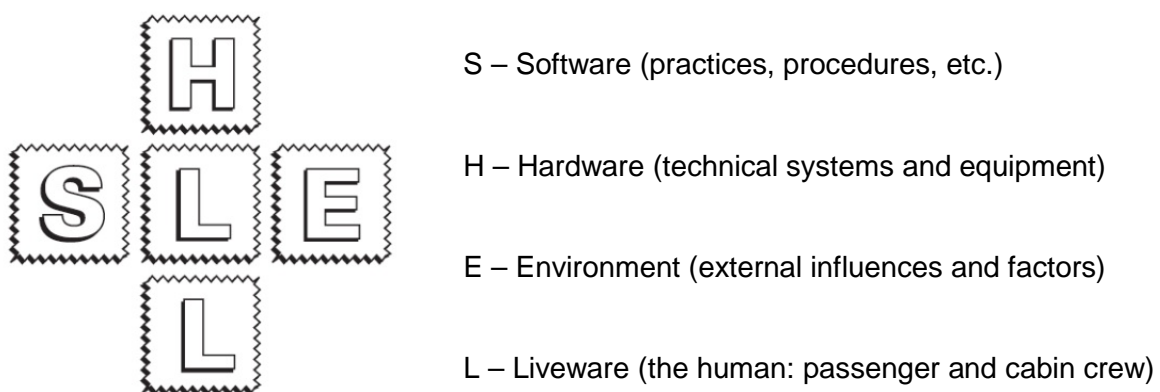 H
S – Software (practices, procedures, etc.)
S L E
H – Hardware (technical systems and equipment)
E – Environment (external influences and factors)
L
L – Liveware (the human: passenger and cabin crew)